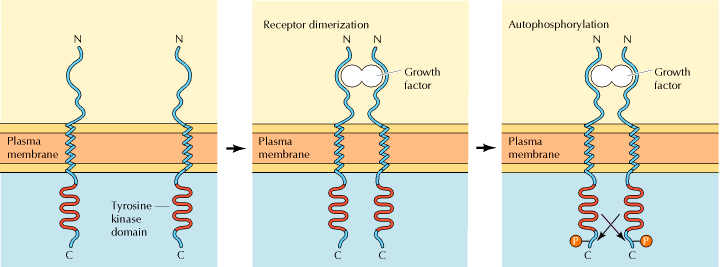 N
N
Plasma
membrane
Tyrosine
kinase
domain
C
C
Receptor dimerization
N
N
Growth
factor
Plasma
membrane
C
C
Autophosphorylation
N
N
Growth
factor
Plasma
membrane
P
P
C
C